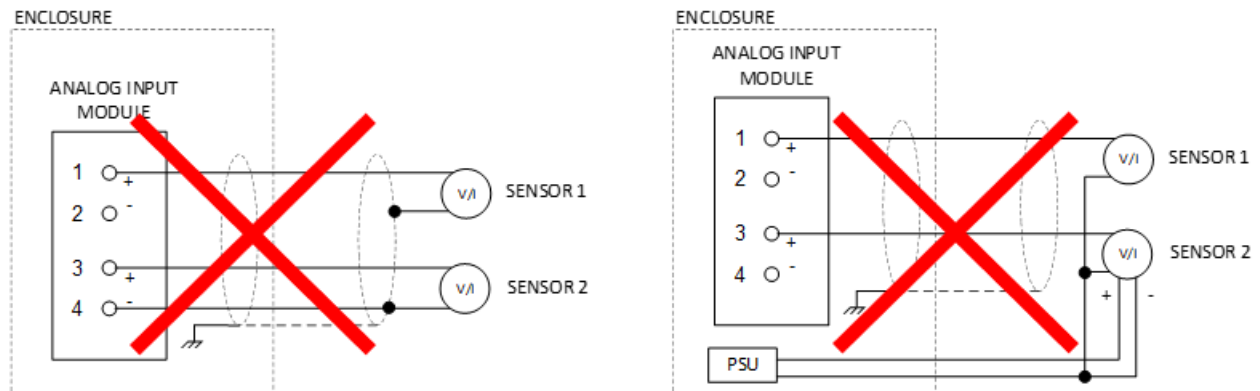 ENCLOSURE
ANALOG INPUT
MODULE
1
+
2
-
3
+
4
-
V/I
SENSOR 1
V/I
SENSOR 2
ENCLOSURE
ANALOG INPUT
MODULE
1
+
2
-
3
+
4
-
V/I
SENSOR 1
V/I
SENSOR 2
+ -
PSU